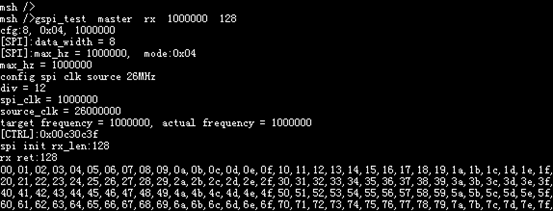 msh />
msh />gspi_test master rx 1000000 128
cfg:8, 0x04, 1000000
[SPI]:data_width = 8
[SPI]:max_hz = 1000000, mode:0x04
max_hz = 1000000
config spi clk source 26MHz
div = 12
spi_clk = 1000000
source_clk = 26000000
target frequency = 1000000, actual frequency = 1000000
[CTRL]:0x00c30c3f
spi init rx_len:128
rx ret:128
00,01,02,03,04,05,06,07,08,09,0a,0b,0c,0d,0e,0f,10,11,12,13,14,15,16,17,18,19,1a,1b,1c,1d,1e,1f,
20,21,22,23,24,25,26,27,28,29,2a,2b,2c,2d,2e,2f,30,31,32,33,34,35,36,37,38,39,3a,3b,3c,3d,3e,3f,
40,41,42,43,44,45,46,47,48,49,4a,4b,4c,4d,4e,4f,50,51,52,53,54,55,56,57,58,59,5a,5b,5c,5d,5e,5f,
60,61,62,63,64,65,66,67,68,69,6a,6b,6c,6d,6e,6f,70,71,72,73,74,75,76,77,78,79,7a,7b,7c,7d,7e,7f,